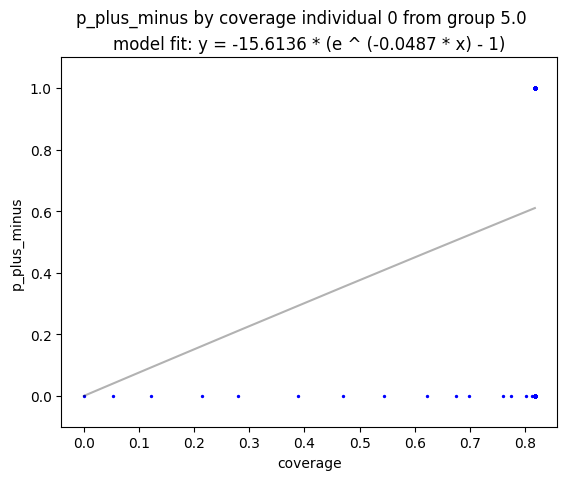 p_plus_minus by coverage individual 0 from group 5.0
model fit: y = -15.6136 * (e ^ (-0.0487 * x) - 1)
1.0
0.8
0.6
0.4
0.2
0.0
p_plus_minus
0.0 0.1 0.2 0.3 0.4 0.5 0.6 0.7 0.8
coverage